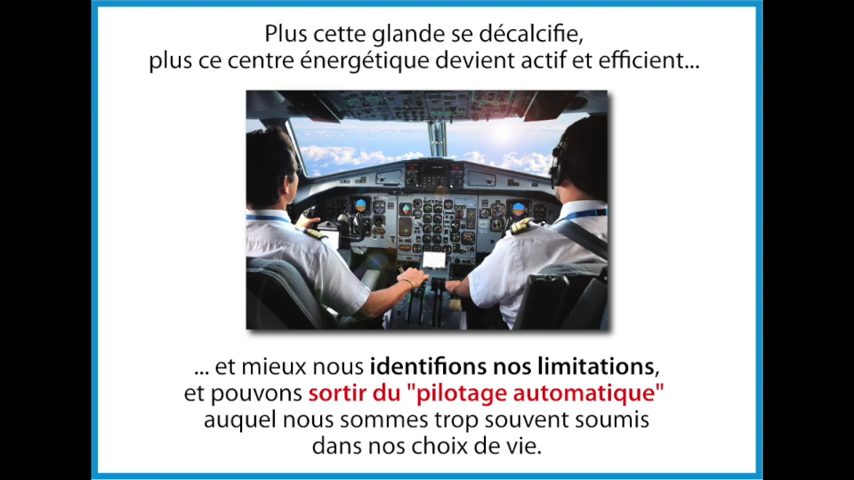 Plus cette glande se décalcifie,
plus ce centre énergétique devient actif et efficient...
... et mieux nous identifions nos limitations,
et pouvons sortir du "pilotage automatique"
auquel nous sommes trop souvent soumis
dans nos choix de vie.